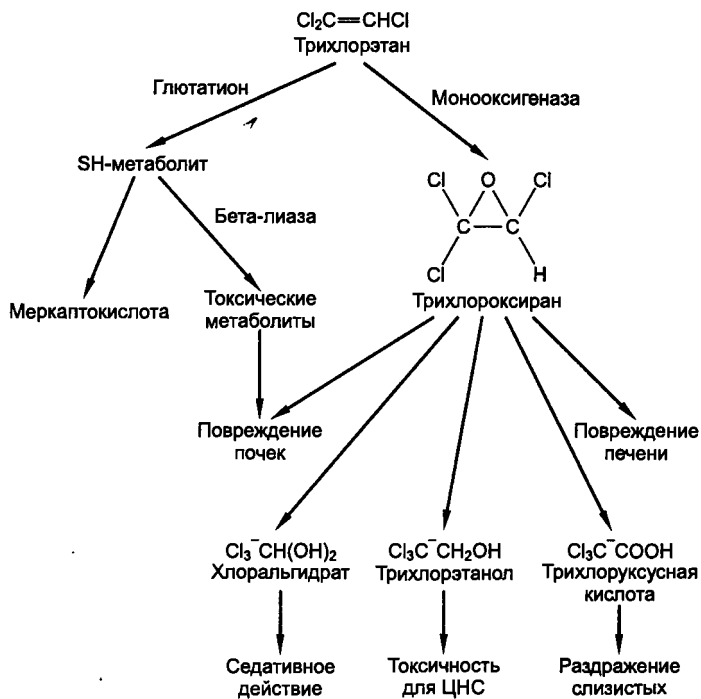 Cl₂C=CHCl
Трихлорэтан
Глютатион
Монооксигеназа
SH-метаболит
Cl
O
Cl
Бета-лиаза
C
C
Cl
H
Меркаптокислота
Токсические
метаболиты
Трихлороксиран
Повреждение
почек
Повреждение
печени
Cl₃⁻CH(OH)₂
Хлоральгидрат
Cl₃C⁻CH₂OH
Трихлорэтанол
Cl₃C⁻COOH
Трихлоруксусная
кислота
Седативное
действие
Токсичность
для ЦНС
Раздражение
слизистых